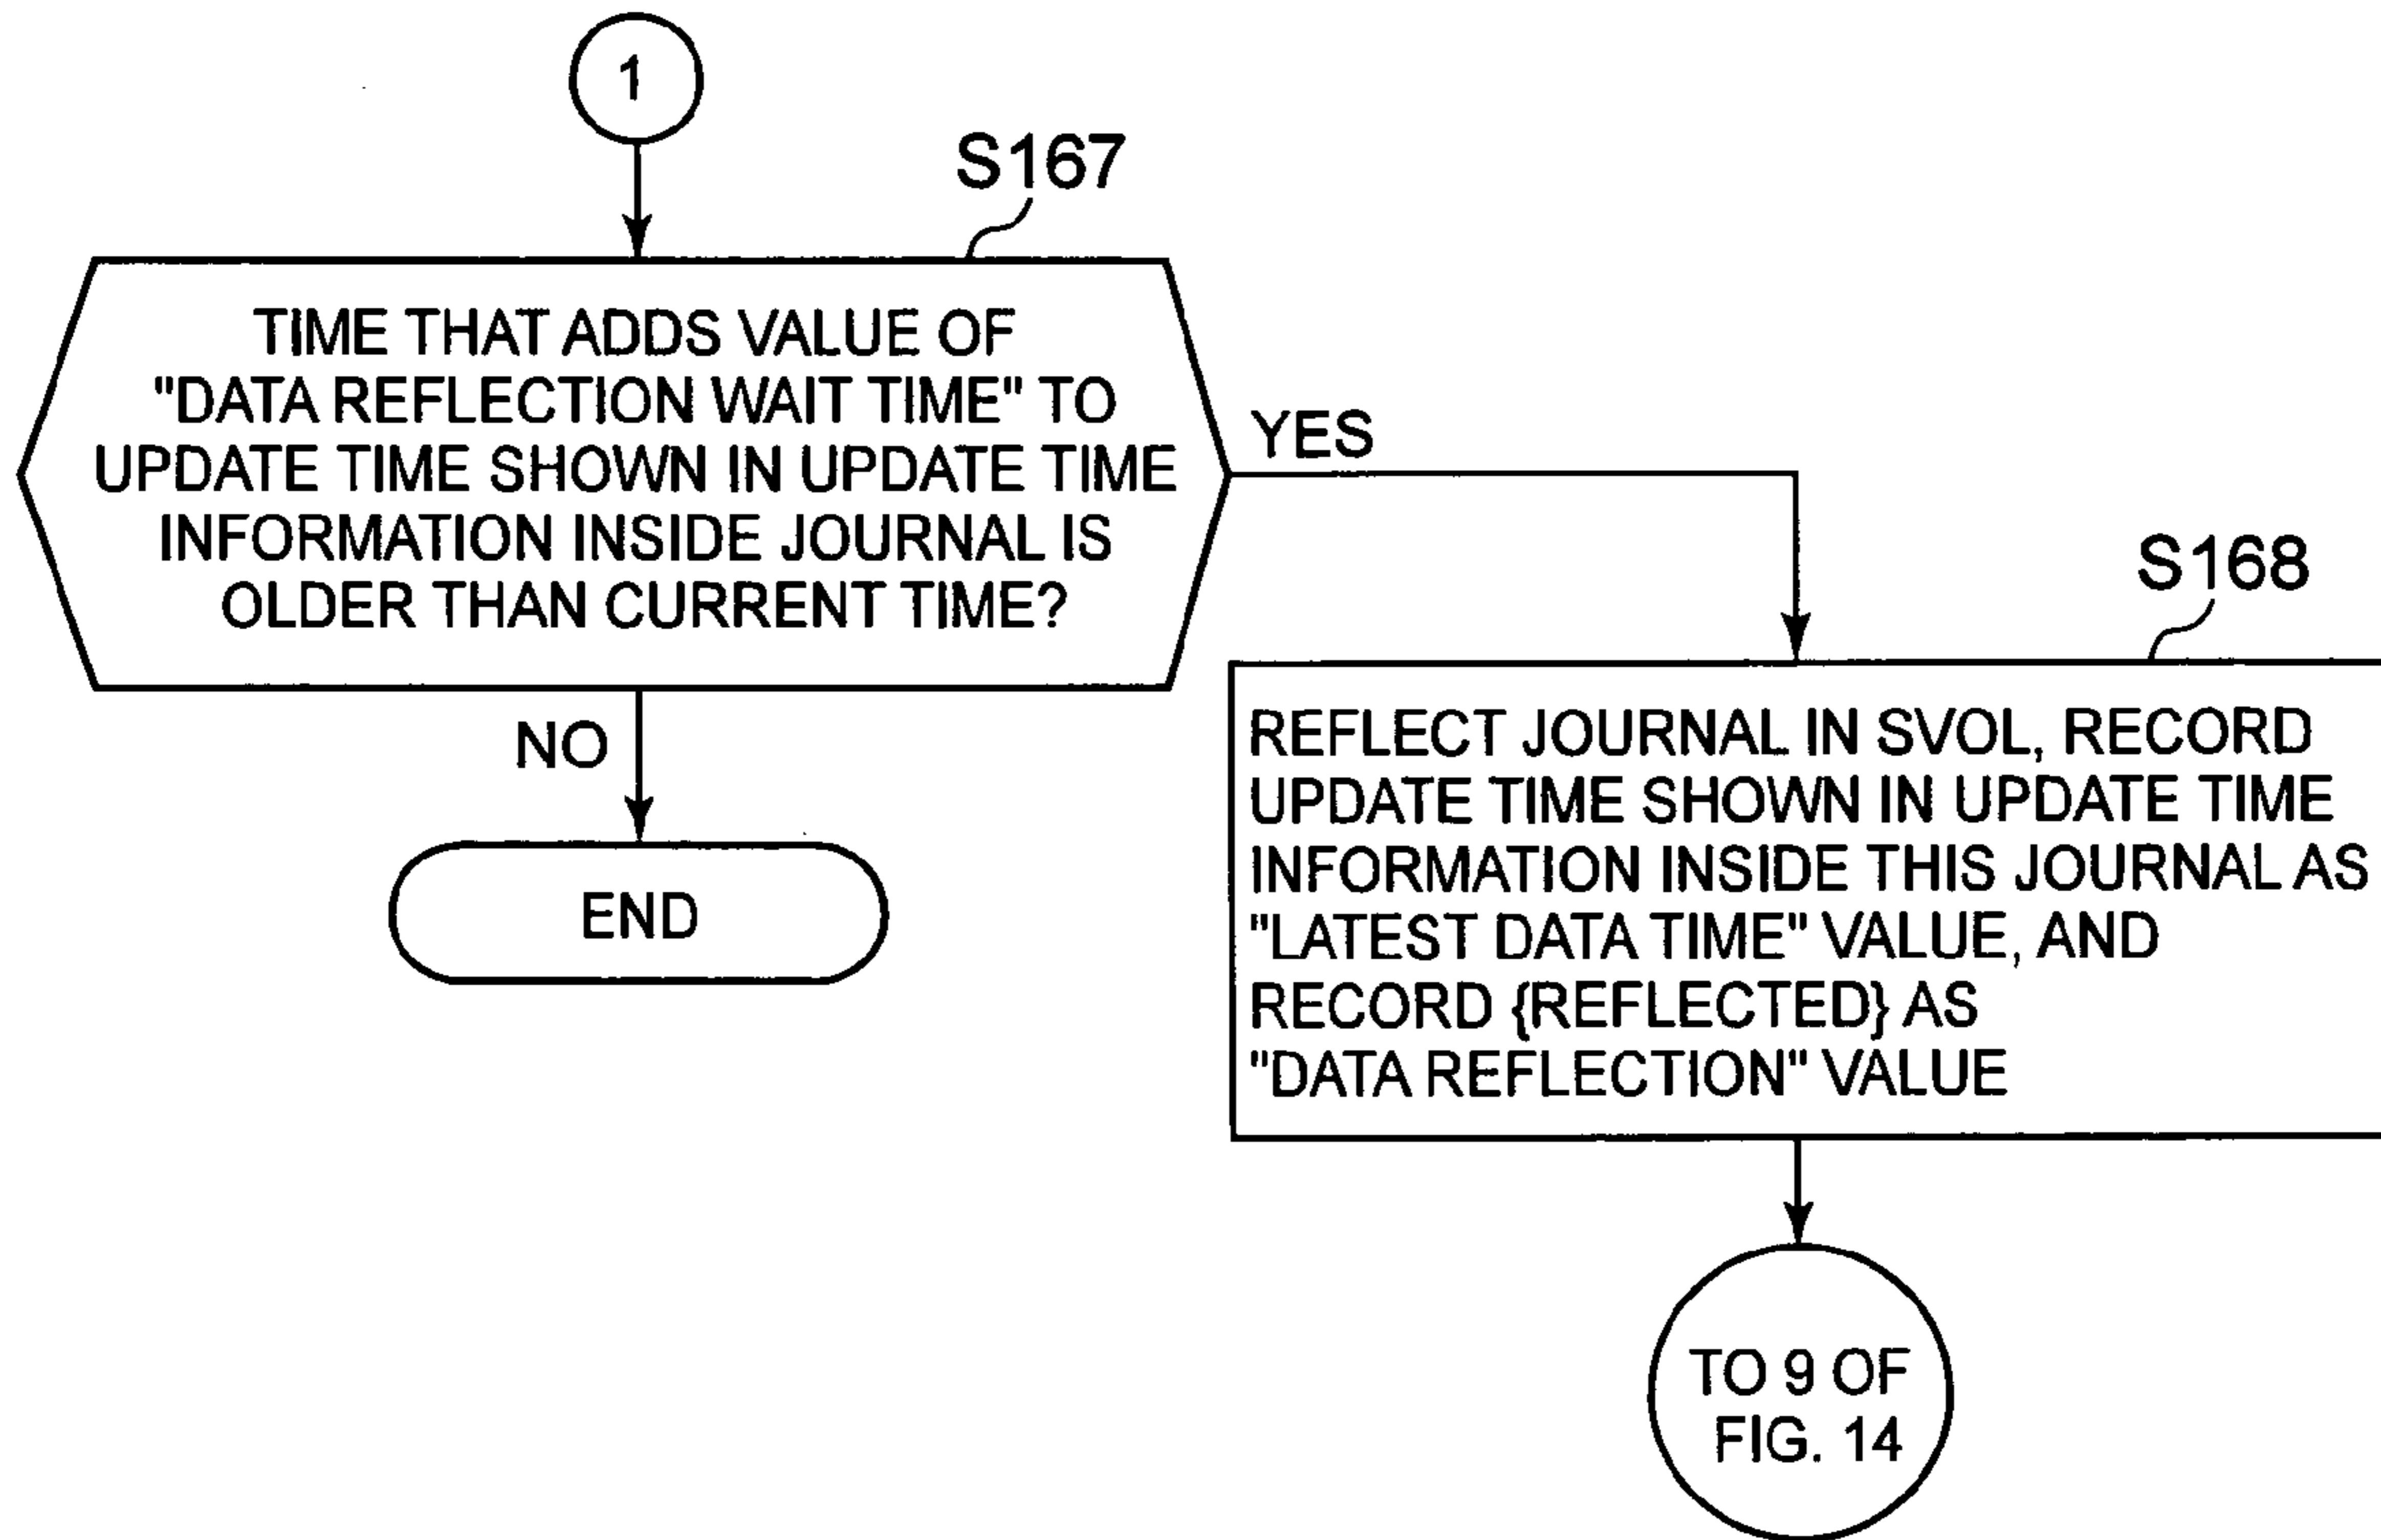 1
S167
TIME THAT ADDS VALUE OF
"DATA REFLECTION WAIT TIME" TO
UPDATE TIME SHOWN IN UPDATE TIME
INFORMATION INSIDE JOURNAL IS
OLDER THAN CURRENT TIME?
YES
NO
END
S168
REFLECT JOURNAL IN SVOL, RECORD
UPDATE TIME SHOWN IN UPDATE TIME
INFORMATION INSIDE THIS JOURNAL AS
"LATEST DATA TIME" VALUE, AND
RECORD {REFLECTED} AS
"DATA REFLECTION" VALUE
TO 9 OF
FIG. 14